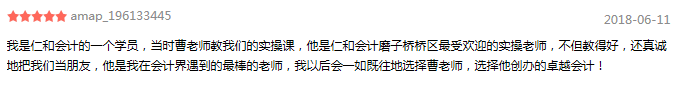 amap_196133445 2018-06-11
我是仁和会计的一个学员，当时曹老师教我们的实操课，他是仁和会计磨子桥桥区最受欢迎的实操老师，不但教得好，还真诚
地把我们当朋友，他是我在会计界遇到的最棒的老师，我以后会一如既往地选择曹老师，选择他创办的卓越会计！